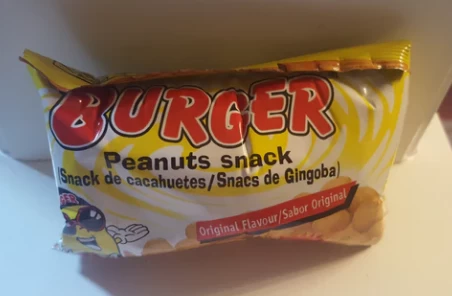 BURGER
Peanuts snack
(Snack de cacahuetes/Snacs de Gingoba)
Original Flavour/Sabor Original